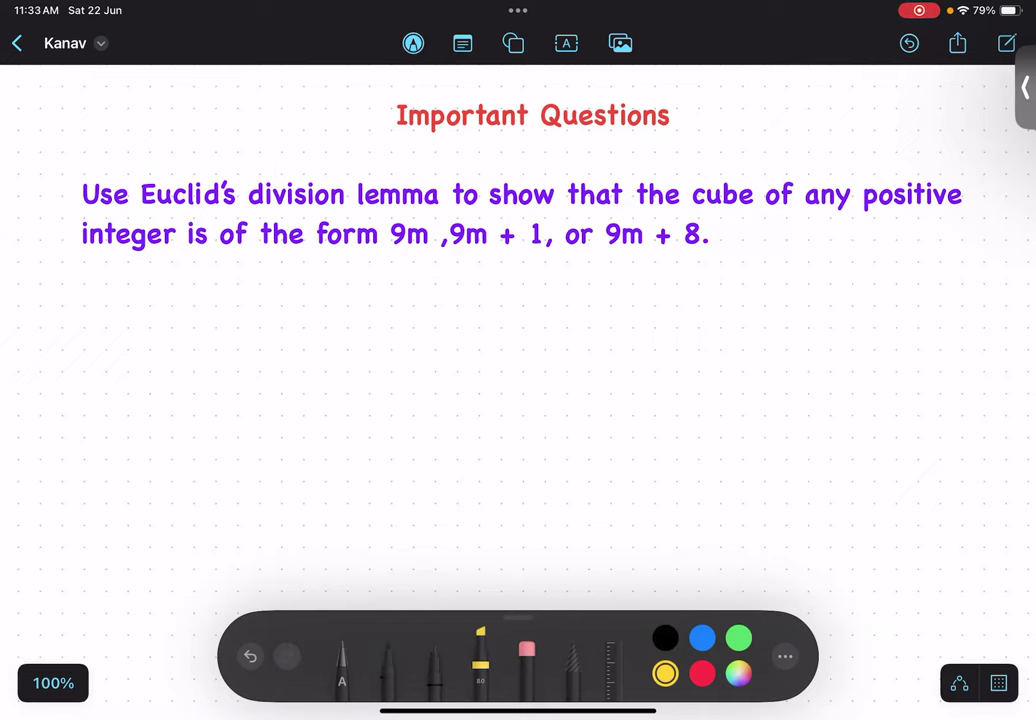 11:33 AM Sat 22 Jun
79%
Kanav
A
Important Questions
Use Euclid's division lemma to show that the cube of any positive
integer is of the form 9m ,9m + 1, or 9m + 8.
A
80
100%